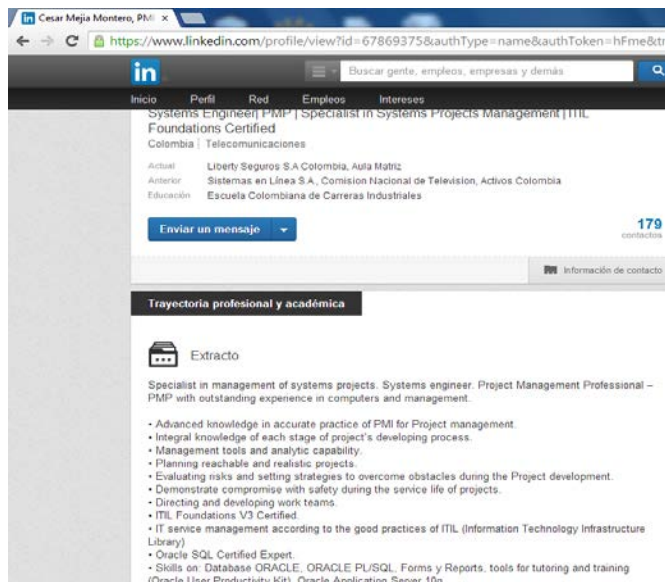 Cesar Mejia Montero, PMI
https://www.linkedin.com/profile/view?id=67869375&authType=name&authToken=hFme&tr
in
Buscar gente, empleos, empresas y demás
Inicio Perfil Red Empleos Intereses
Systems Engineer| PMP | Specialist in Systems Projects Management | ITIL
Foundations Certified
Colombia | Telecomunicaciones
Actual Liberty Seguros S.A Colombia, Aula Matriz
Anterior Sistemas en Línea S.A., Comision Nacional de Television, Activos Colombia
Educación Escuela Colombiana de Carreras Industriales
Enviar un mensaje
179
contactos
Información de contacto
Trayectoria profesional y académica
Extracto
Specialist in management of systems projects. Systems engineer. Project Management Professional –
PMP with outstanding experience in computers and management.
• Advanced knowledge in accurate practice of PMI for Project management.
• Integral knowledge of each stage of project's developing process.
• Management tools and analytic capability.
• Planning reachable and realistic projects.
• Evaluating risks and setting strategies to overcome obstacles during the Project development.
• Demonstrate compromise with safety during the service life of projects.
• Directing and developing work teams.
• ITIL Foundations V3 Certified.
• IT service management according to the good practices of ITIL (Information Technology Infrastructure
Library)
• Oracle SQL Certified Expert.
• Skills on: Database ORACLE, ORACLE PL/SQL, Forms y Reports, tools for tutoring and training
(Oracle User Productivity Kit), Oracle Application Server 10g